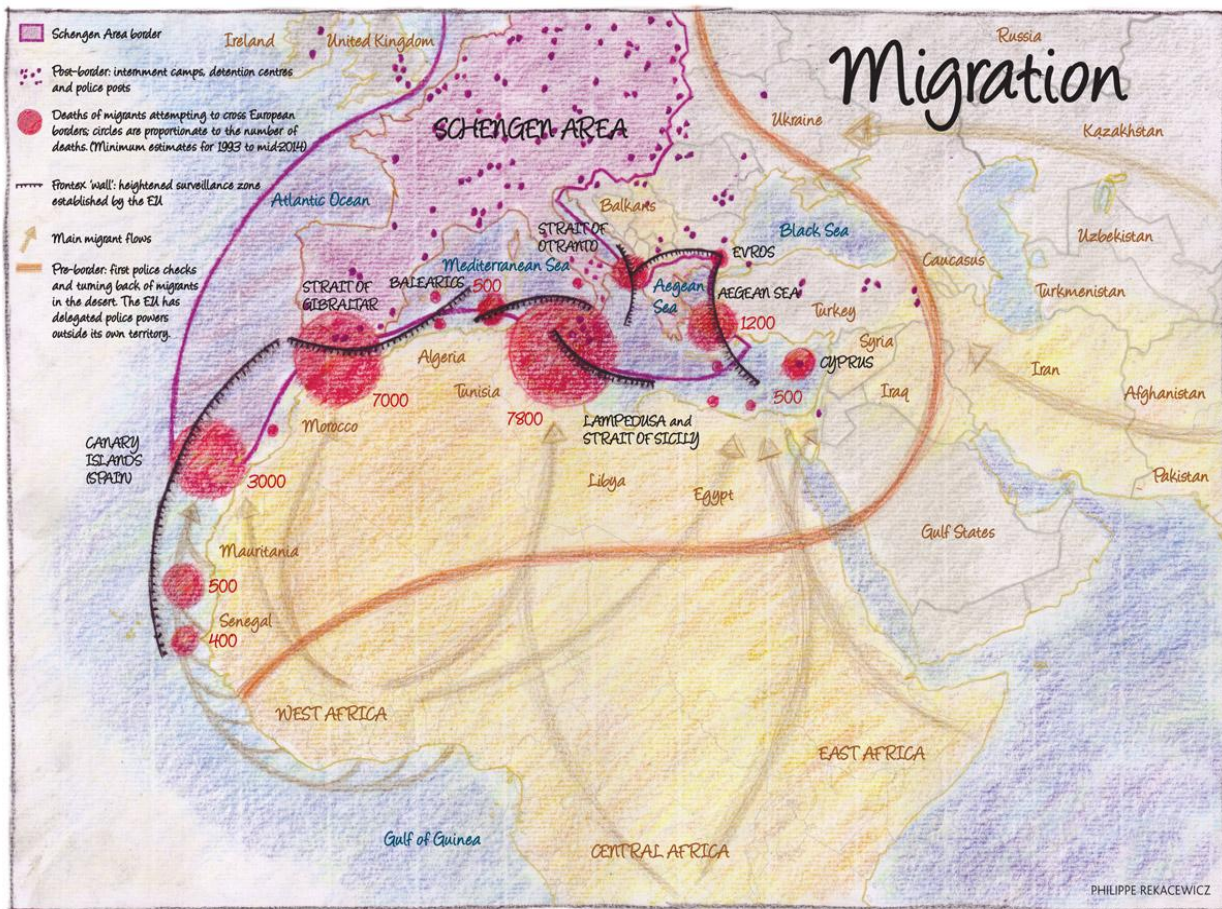 Migration
Schengen Area border
Post-border: internment camps, detention centres
and police posts
Deaths of migrants attempting to cross European
borders; circles are proportionate to the number of
deaths. (Minimum estimates for 1993 to mid-2014)
Frontex 'wall': heightened surveillance zone
established by the EU
Main migrant flows
Pre-border: first police checks
and turning back of migrants
in the desert. The EU has
delegated police powers
outside its own territory.
Ireland
United Kingdom
Russia
SCHENGEN AREA
Ukraine
Kazakhstan
Atlantic Ocean
Balkans
Black Sea
Uzbekistan
STRAIT OF
OTRANTO
EVROS
Caucasus
Mediterranean Sea
STRAIT OF
GIBRALTAR
BALEARICS
500
Aegean
Sea
AEGEAN SEA
1200
Turkey
Turkmenistan
Algeria
Syria
CYPRUS
500
Iran
Tunisia
Iraq
Afghanistan
7000
7800
Morocco
LAMPEDUSA and
STRAIT OF SICILY
CANARY
ISLANDS
(SPAIN)
3000
Libya
Egypt
Pakistan
Gulf States
Mauritania
500
Senegal
400
WEST AFRICA
EAST AFRICA
Gulf of Guinea
CENTRAL AFRICA
PHILIPPE REKACEWICZ